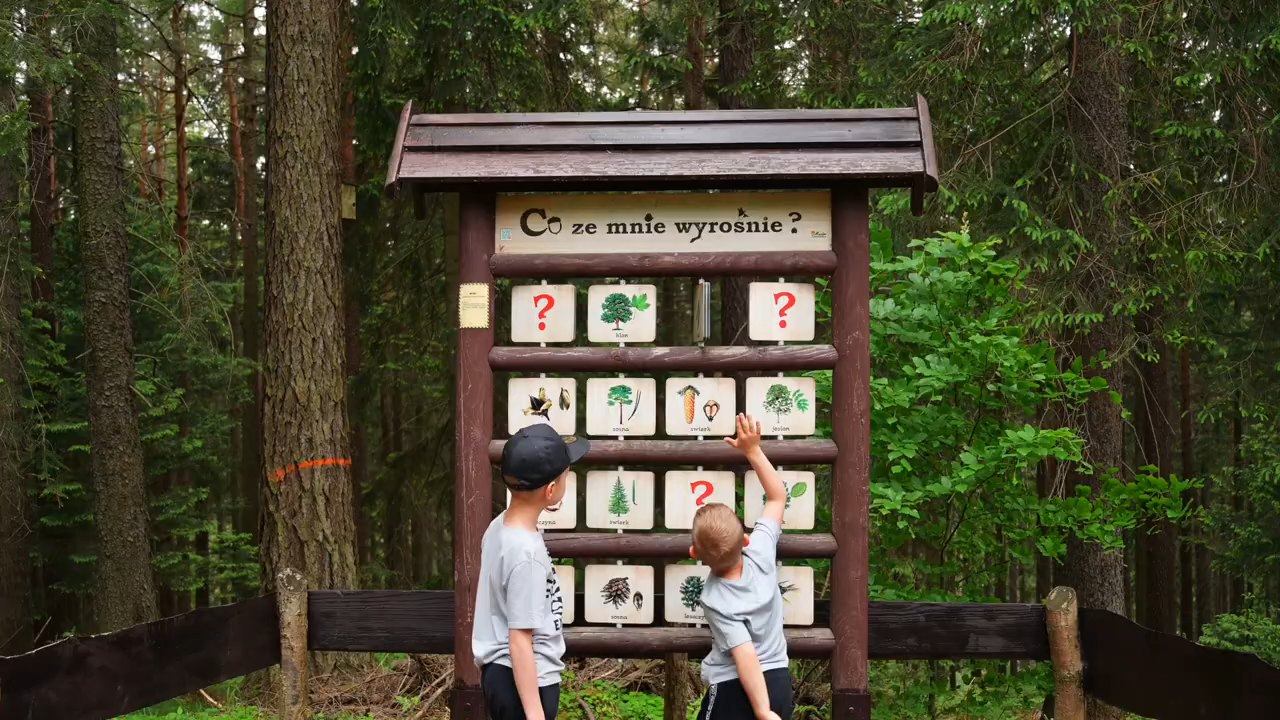 Co ze mnie wyrośnie?
? klon ?
sosna świerk jesion
świerk ?
sosna